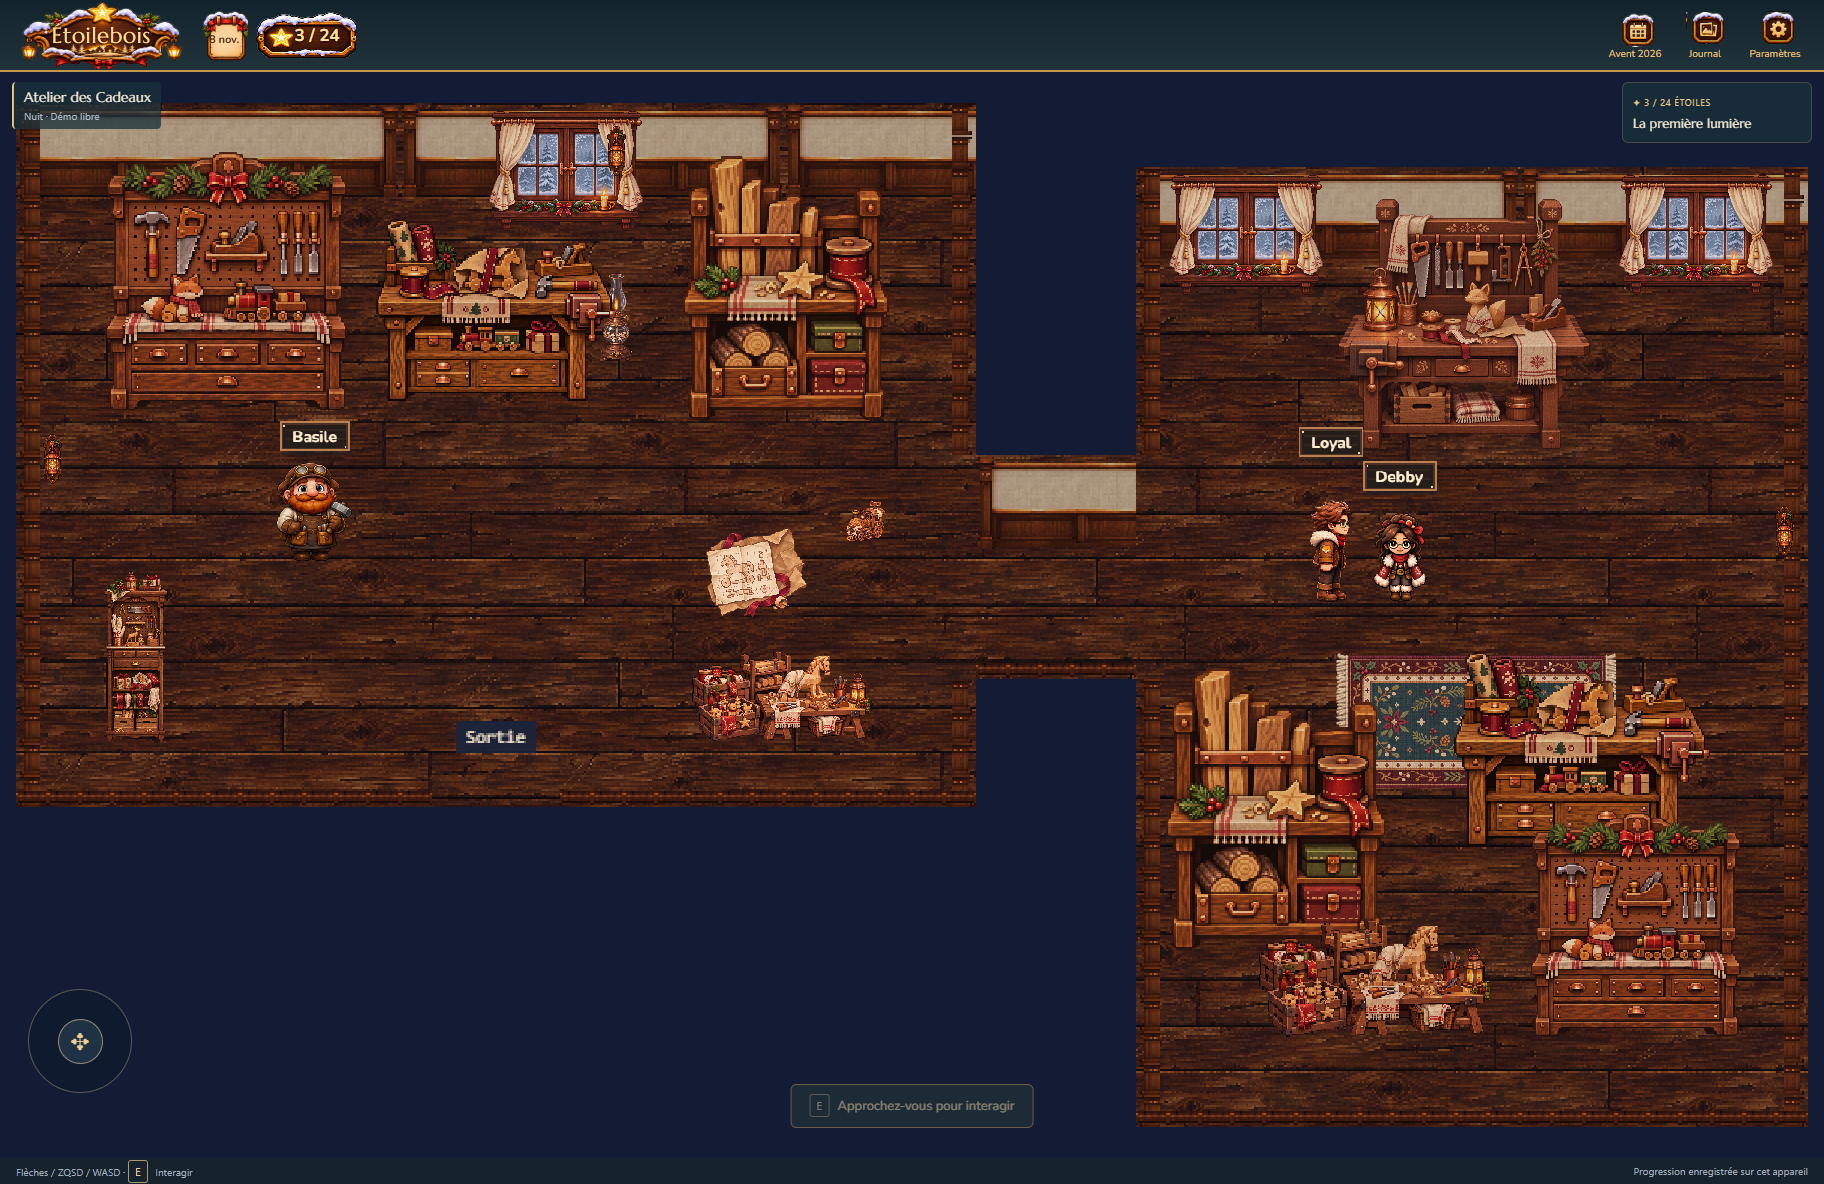 Etoilebois
8 nov.
3 / 24
Avent 2026
Journal
Paramètres
Atelier des Cadeaux
Nuit · Démo libre
✦ 3 / 24 ÉTOILES
La première lumière
Basile
Loyal
Debby
Sortie
E Approchez-vous pour interagir
Flèches / ZQSD / WASD · E Interagir
Progression enregistrée sur cet appareil